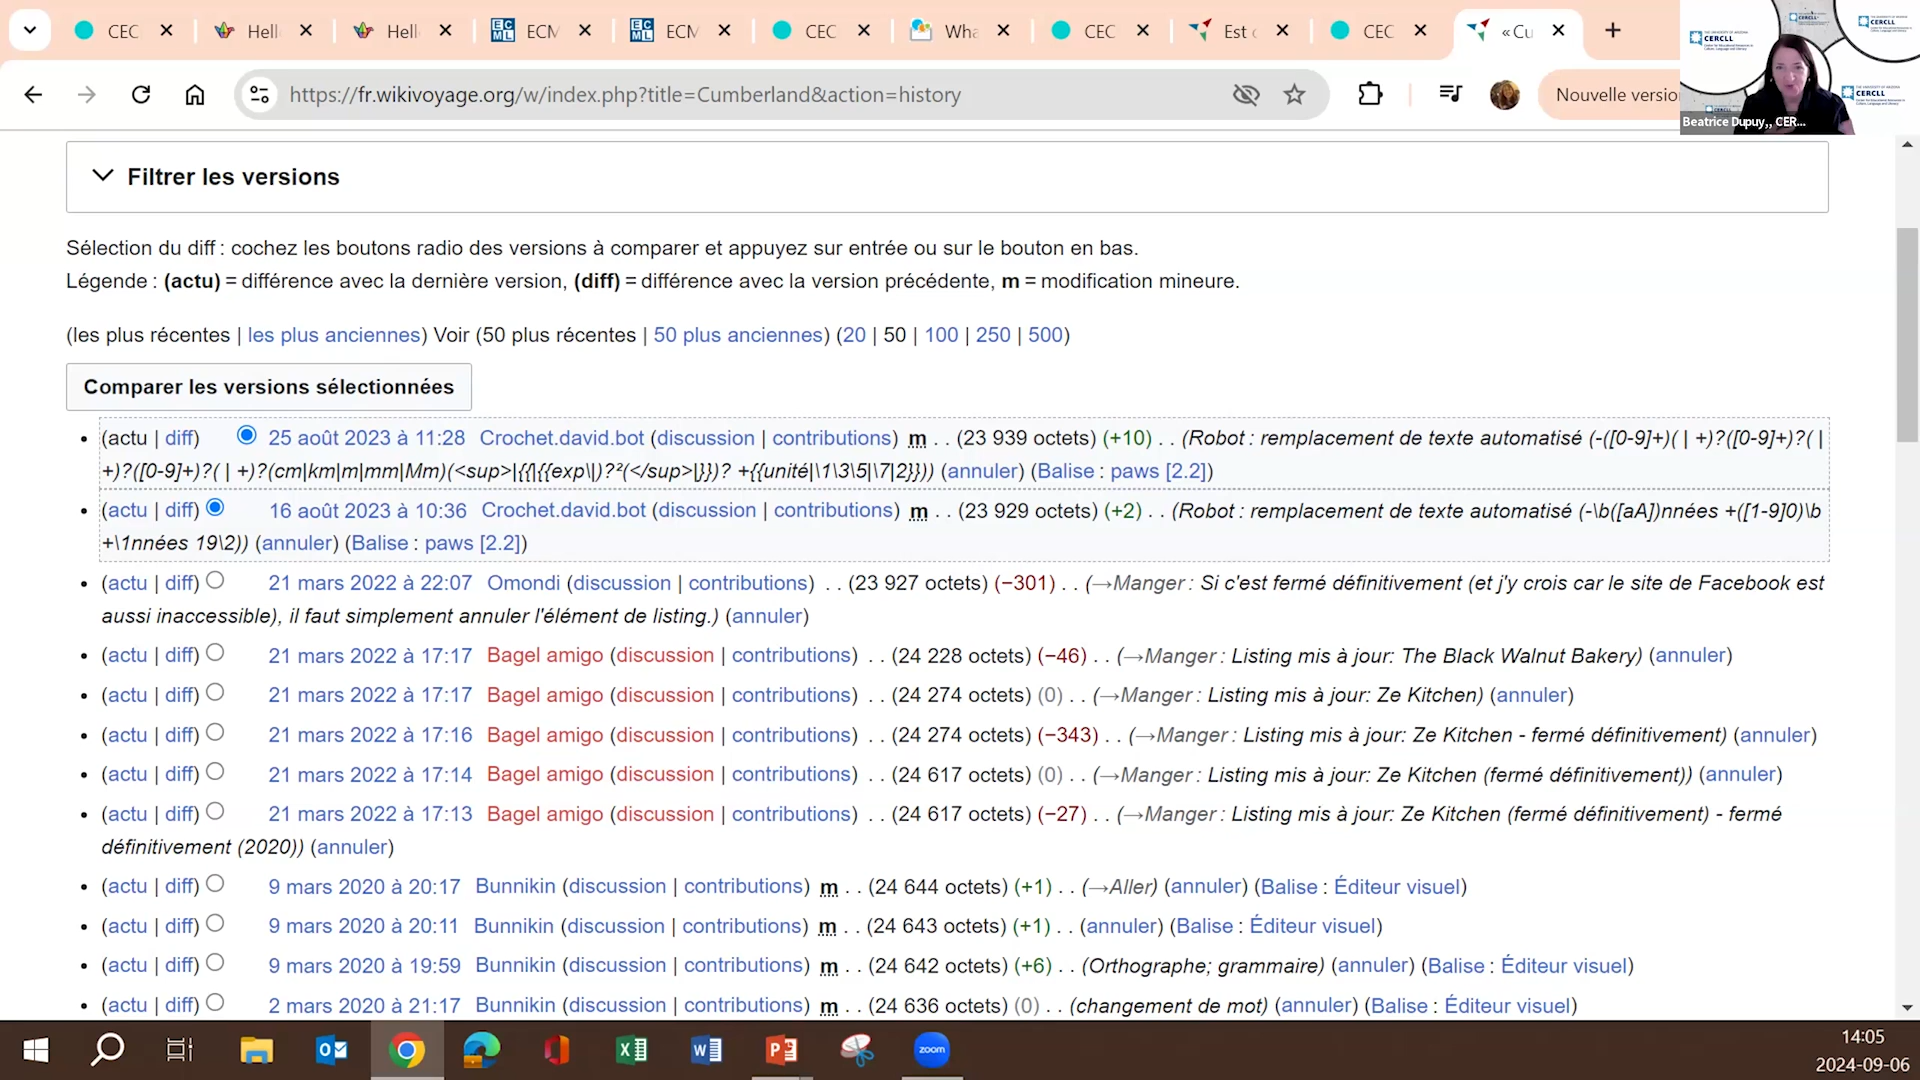 CEC
Hell
Hell
ECM
ECM
CEC
Wha
CEC
Est
CEC
« Cu
https://fr.wikivoyage.org/w/index.php?title=Cumberland&action=history
Nouvelle versio
CERCLL
CERCLL
CERCLL
Beatrice Dupuy,, CER...
Filtrer les versions
Sélection du diff : cochez les boutons radio des versions à comparer et appuyez sur entrée ou sur le bouton en bas.
Légende : (actu) = différence avec la dernière version, (diff) = différence avec la version précédente, m = modification mineure.
(les plus récentes | les plus anciennes) Voir (50 plus récentes | 50 plus anciennes) (20 | 50 | 100 | 250 | 500)
Comparer les versions sélectionnées
(actu | diff) 25 août 2023 à 11:28 Crochet.david.bot (discussion | contributions) m . . (23 939 octets) (+10) . . (Robot : remplacement de texte automatisé (-([0-9]+)( | +)?([0-9]+)?( |
+)?([0-9]+)?( | +)?(cm|km|m|mm|Mm)(<sup>|{{|{{exp\|)?²(</sup>|}})? +{{unité|\1\3\5|\7|2}})) (annuler) (Balise : paws [2.2])
(actu | diff) 16 août 2023 à 10:36 Crochet.david.bot (discussion | contributions) m . . (23 929 octets) (+2) . . (Robot : remplacement de texte automatisé (-\b([aA])nnées +([1-9]0)\b
+\1nnées 19\2)) (annuler) (Balise : paws [2.2])
(actu | diff) 21 mars 2022 à 22:07 Omondi (discussion | contributions) . . (23 927 octets) (−301) . . (→Manger : Si c'est fermé définitivement (et j'y crois car le site de Facebook est
aussi inaccessible), il faut simplement annuler l'élément de listing.) (annuler)
(actu | diff) 21 mars 2022 à 17:17 Bagel amigo (discussion | contributions) . . (24 228 octets) (−46) . . (→Manger : Listing mis à jour: The Black Walnut Bakery) (annuler)
(actu | diff) 21 mars 2022 à 17:17 Bagel amigo (discussion | contributions) . . (24 274 octets) (0) . . (→Manger : Listing mis à jour: Ze Kitchen) (annuler)
(actu | diff) 21 mars 2022 à 17:16 Bagel amigo (discussion | contributions) . . (24 274 octets) (−343) . . (→Manger : Listing mis à jour: Ze Kitchen - fermé définitivement) (annuler)
(actu | diff) 21 mars 2022 à 17:14 Bagel amigo (discussion | contributions) . . (24 617 octets) (0) . . (→Manger : Listing mis à jour: Ze Kitchen (fermé définitivement)) (annuler)
(actu | diff) 21 mars 2022 à 17:13 Bagel amigo (discussion | contributions) . . (24 617 octets) (−27) . . (→Manger : Listing mis à jour: Ze Kitchen (fermé définitivement) - fermé
définitivement (2020)) (annuler)
(actu | diff) 9 mars 2020 à 20:17 Bunnikin (discussion | contributions) m . . (24 644 octets) (+1) . . (→Aller) (annuler) (Balise : Éditeur visuel)
(actu | diff) 9 mars 2020 à 20:11 Bunnikin (discussion | contributions) m . . (24 643 octets) (+1) . . (annuler) (Balise : Éditeur visuel)
(actu | diff) 9 mars 2020 à 19:59 Bunnikin (discussion | contributions) m . . (24 642 octets) (+6) . . (Orthographe; grammaire) (annuler) (Balise : Éditeur visuel)
(actu | diff) 2 mars 2020 à 21:17 Bunnikin (discussion | contributions) m . . (24 636 octets) (0) . . (changement de mot) (annuler) (Balise : Éditeur visuel)
zoom
14:05
2024-09-06